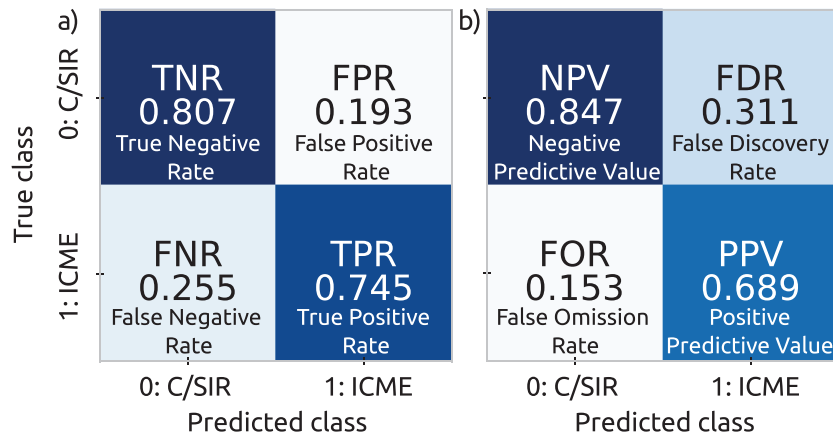 a)
True class
0: C/SIR
1: ICME
TNR
0.807
True Negative
Rate
FPR
0.193
False Positive
Rate
FNR
0.255
False Negative
Rate
TPR
0.745
True Positive
Rate
0: C/SIR
1: ICME
Predicted class
b)
NPV
0.847
Negative
Predictive Value
FDR
0.311
False Discovery
Rate
FOR
0.153
False Omission
Rate
PPV
0.689
Positive
Predictive Value
0: C/SIR
1: ICME
Predicted class